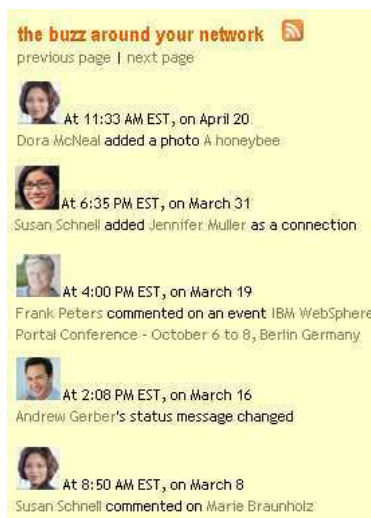 the buzz around your network
previous page | next page
At 11:33 AM EST, on April 20
Dora McNeal added a photo A honeybee
At 6:35 PM EST, on March 31
Susan Schnell added Jennifer Muller as a connection
At 4:00 PM EST, on March 19
Frank Peters commented on an event IBM WebSphere
Portal Conference - October 6 to 8, Berlin Germany
At 2:08 PM EST, on March 16
Andrew Gerber's status message changed
At 8:50 AM EST, on March 8
Susan Schnell commented on Marie Braunholz